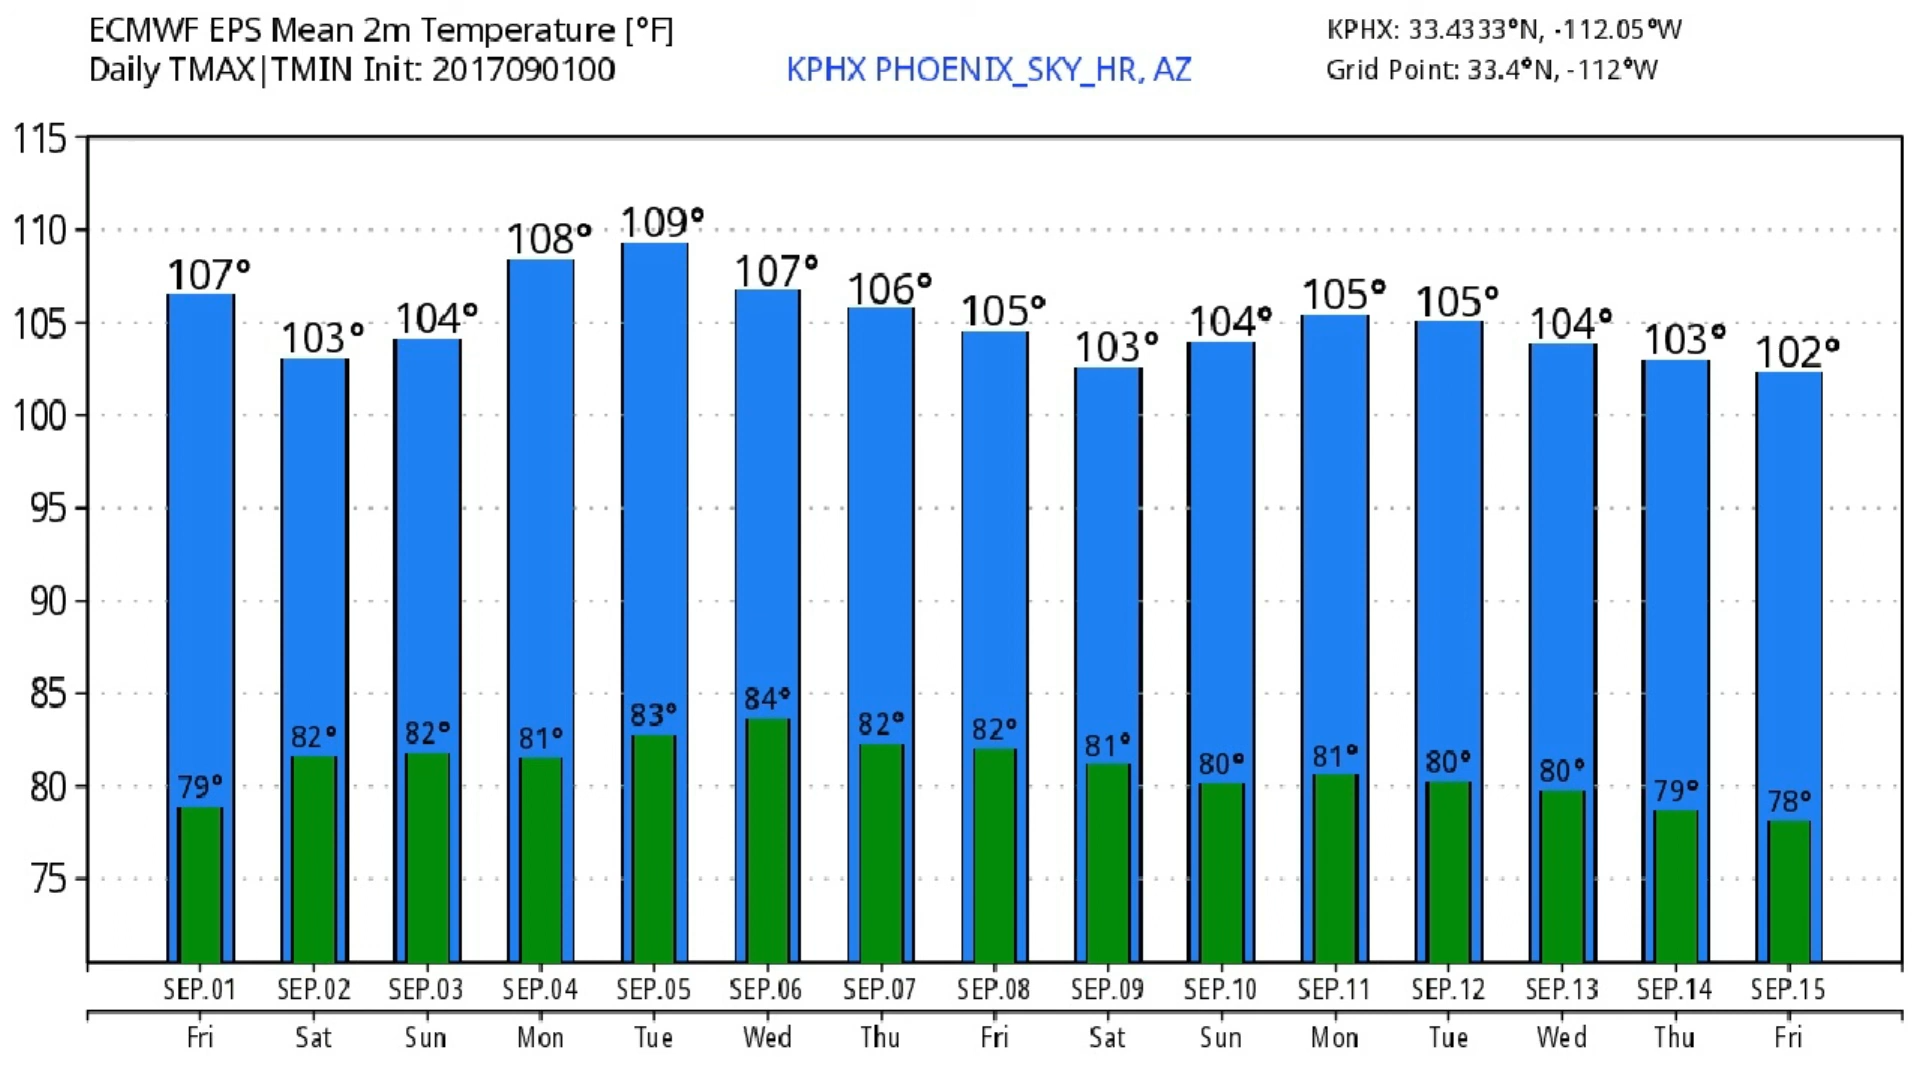 ECMWF EPS Mean 2m Temperature [°F]
Daily TMAX|TMIN Init: 2017090100
KPHX PHOENIX_SKY_HR, AZ
KPHX: 33.4333°N, -112.05°W
Grid Point: 33.4°N, -112°W
115
110
105
100
95
90
85
80
75
107° 103° 104° 108° 109° 107° 106° 105° 103° 104° 105° 105° 104° 103° 102°
79° 82° 82° 81° 83° 84° 82° 82° 81° 80° 81° 80° 80° 79° 78°
SEP.01 SEP.02 SEP.03 SEP.04 SEP.05 SEP.06 SEP.07 SEP.08 SEP.09 SEP.10 SEP.11 SEP.12 SEP.13 SEP.14 SEP.15
Fri Sat Sun Mon Tue Wed Thu Fri Sat Sun Mon Tue Wed Thu Fri